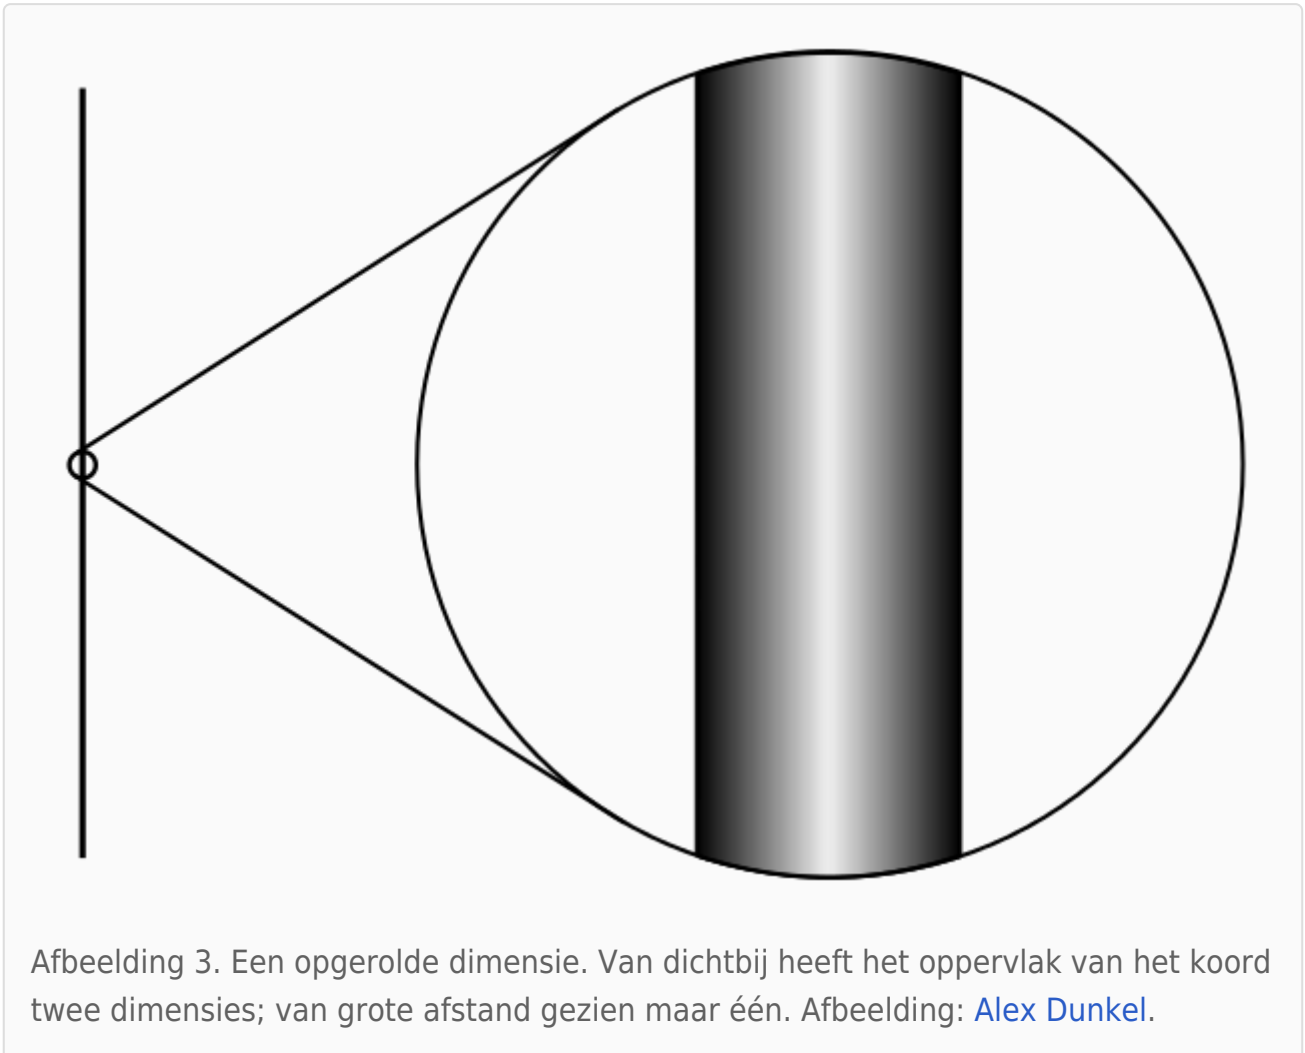 Afbeelding 3. Een opgerolde dimensie. Van dichtbij heeft het oppervlak van het koord
twee dimensies; van grote afstand gezien maar één. Afbeelding: Alex Dunkel.